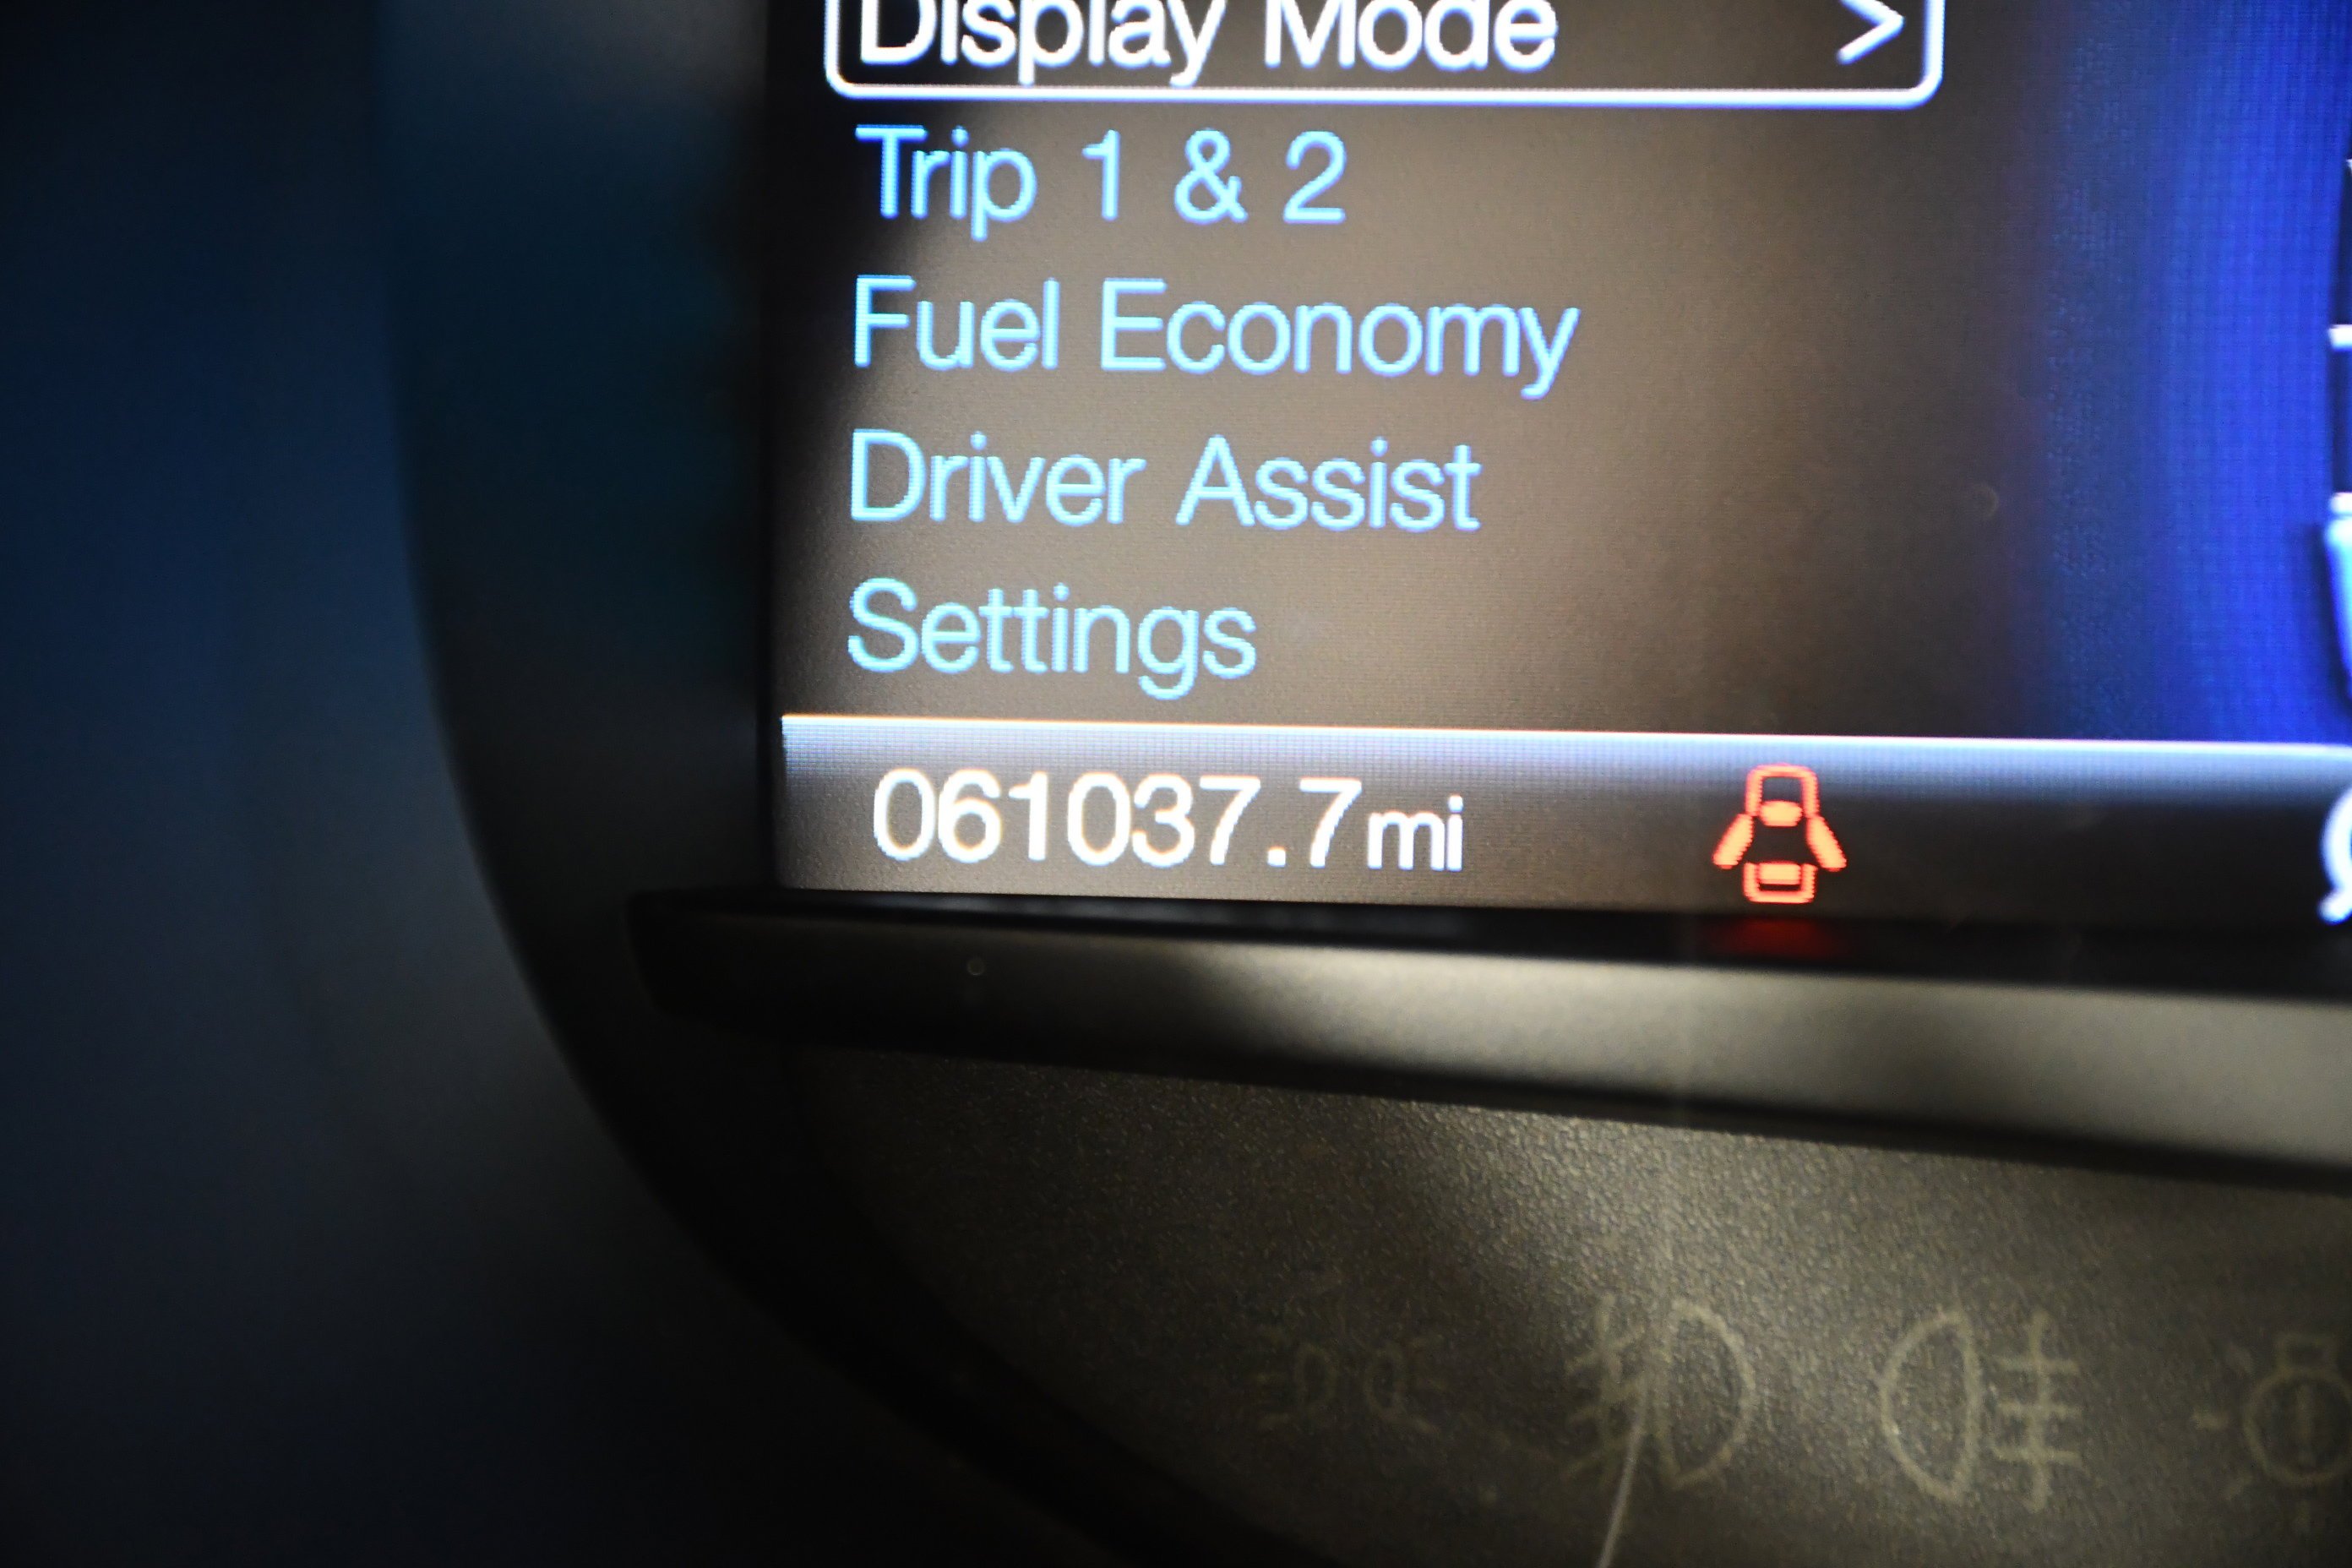 Display Mode >
Trip 1 & 2
Fuel Economy
Driver Assist
Settings
061037.7mi